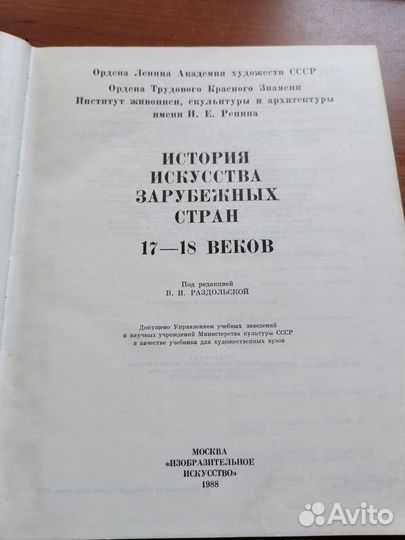 Ордена Ленина Академия художеств СССР
Ордена Трудового Красного Знамени
Институт живописи, скульптуры и архитектуры
имени И. Е. Репина
ИСТОРИЯ
ИСКУССТВА
ЗАРУБЕЖНЫХ
СТРАН
17—18 ВЕКОВ
Под редакцией
В. И. РАЗДОЛЬСКОЙ
Допущено Управлением учебных заведений
и научных учреждений Министерства культуры СССР
в качестве учебника для художественных вузов
МОСКВА
«ИЗОБРАЗИТЕЛЬНОЕ
ИСКУССТВО»
1988
Avito